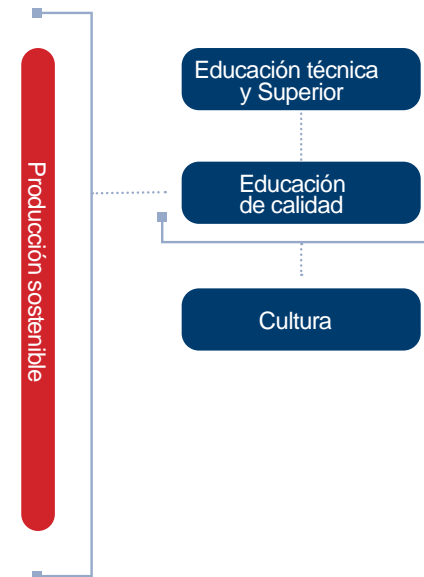 Producción sostenible
Educación técnica
y Superior
Educación
de calidad
Cultura